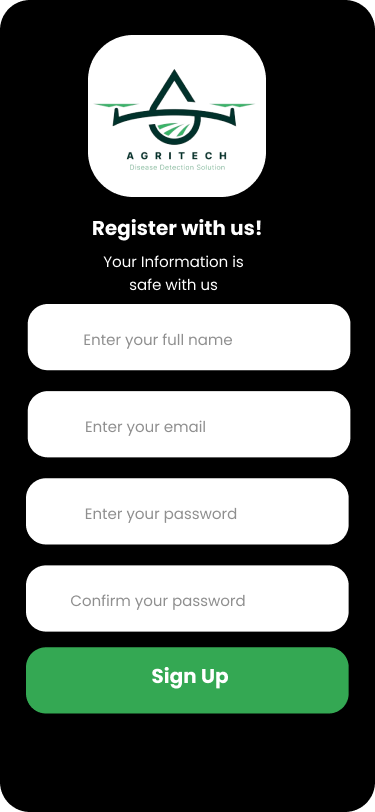 AGRITECH
Disease Detection Solution
Register with us!
Your Information is
safe with us
Enter your full name
Enter your email
Enter your password
Confirm your password
Sign Up